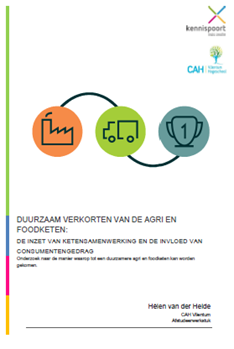 kennispoort
CAH Vilentum
Hogeschool
1
DUURZAAM VERKORTEN VAN DE AGRI EN
FOODKETEN:
DE INZET VAN KETENSAMENWERKING EN DE INVLOED VAN
CONSUMENTENGEDRAG
Onderzoek naar de manier waarop tot een duurzamere agri en foodketen kan worden
gekomen.
Hélen van der Heide
CAH Vilentum
Afstudeerwerkstuk